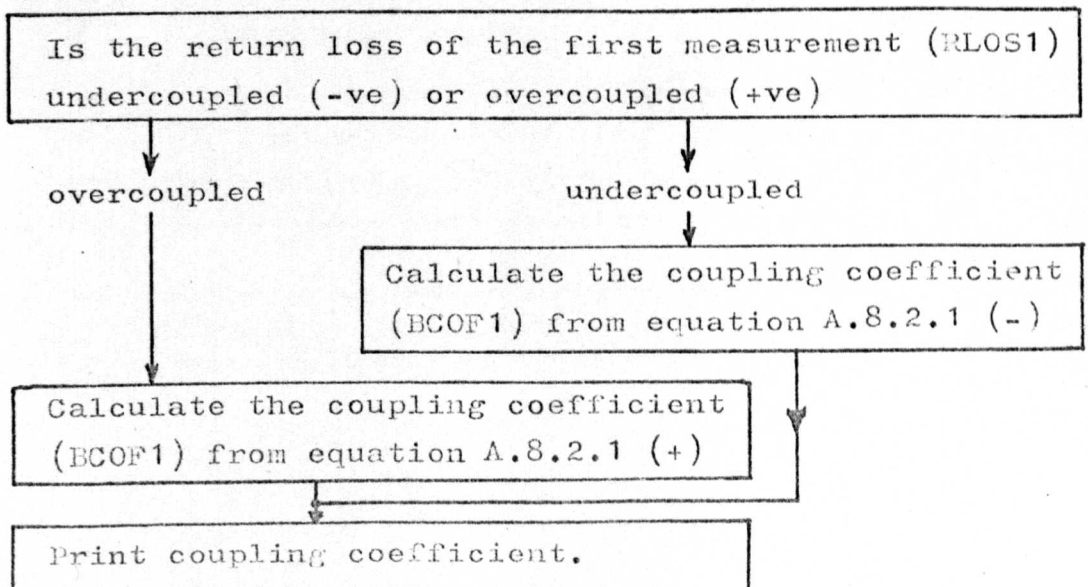 Is the return loss of the first measurement (RLOS1)
undercoupled (-ve) or overcoupled (+ve)
overcoupled
undercoupled
Calculate the coupling coefficient
(BCOF1) from equation A.8.2.1 (-)
Calculate the coupling coefficient
(BCOF1) from equation A.8.2.1 (+)
Print coupling coefficient.